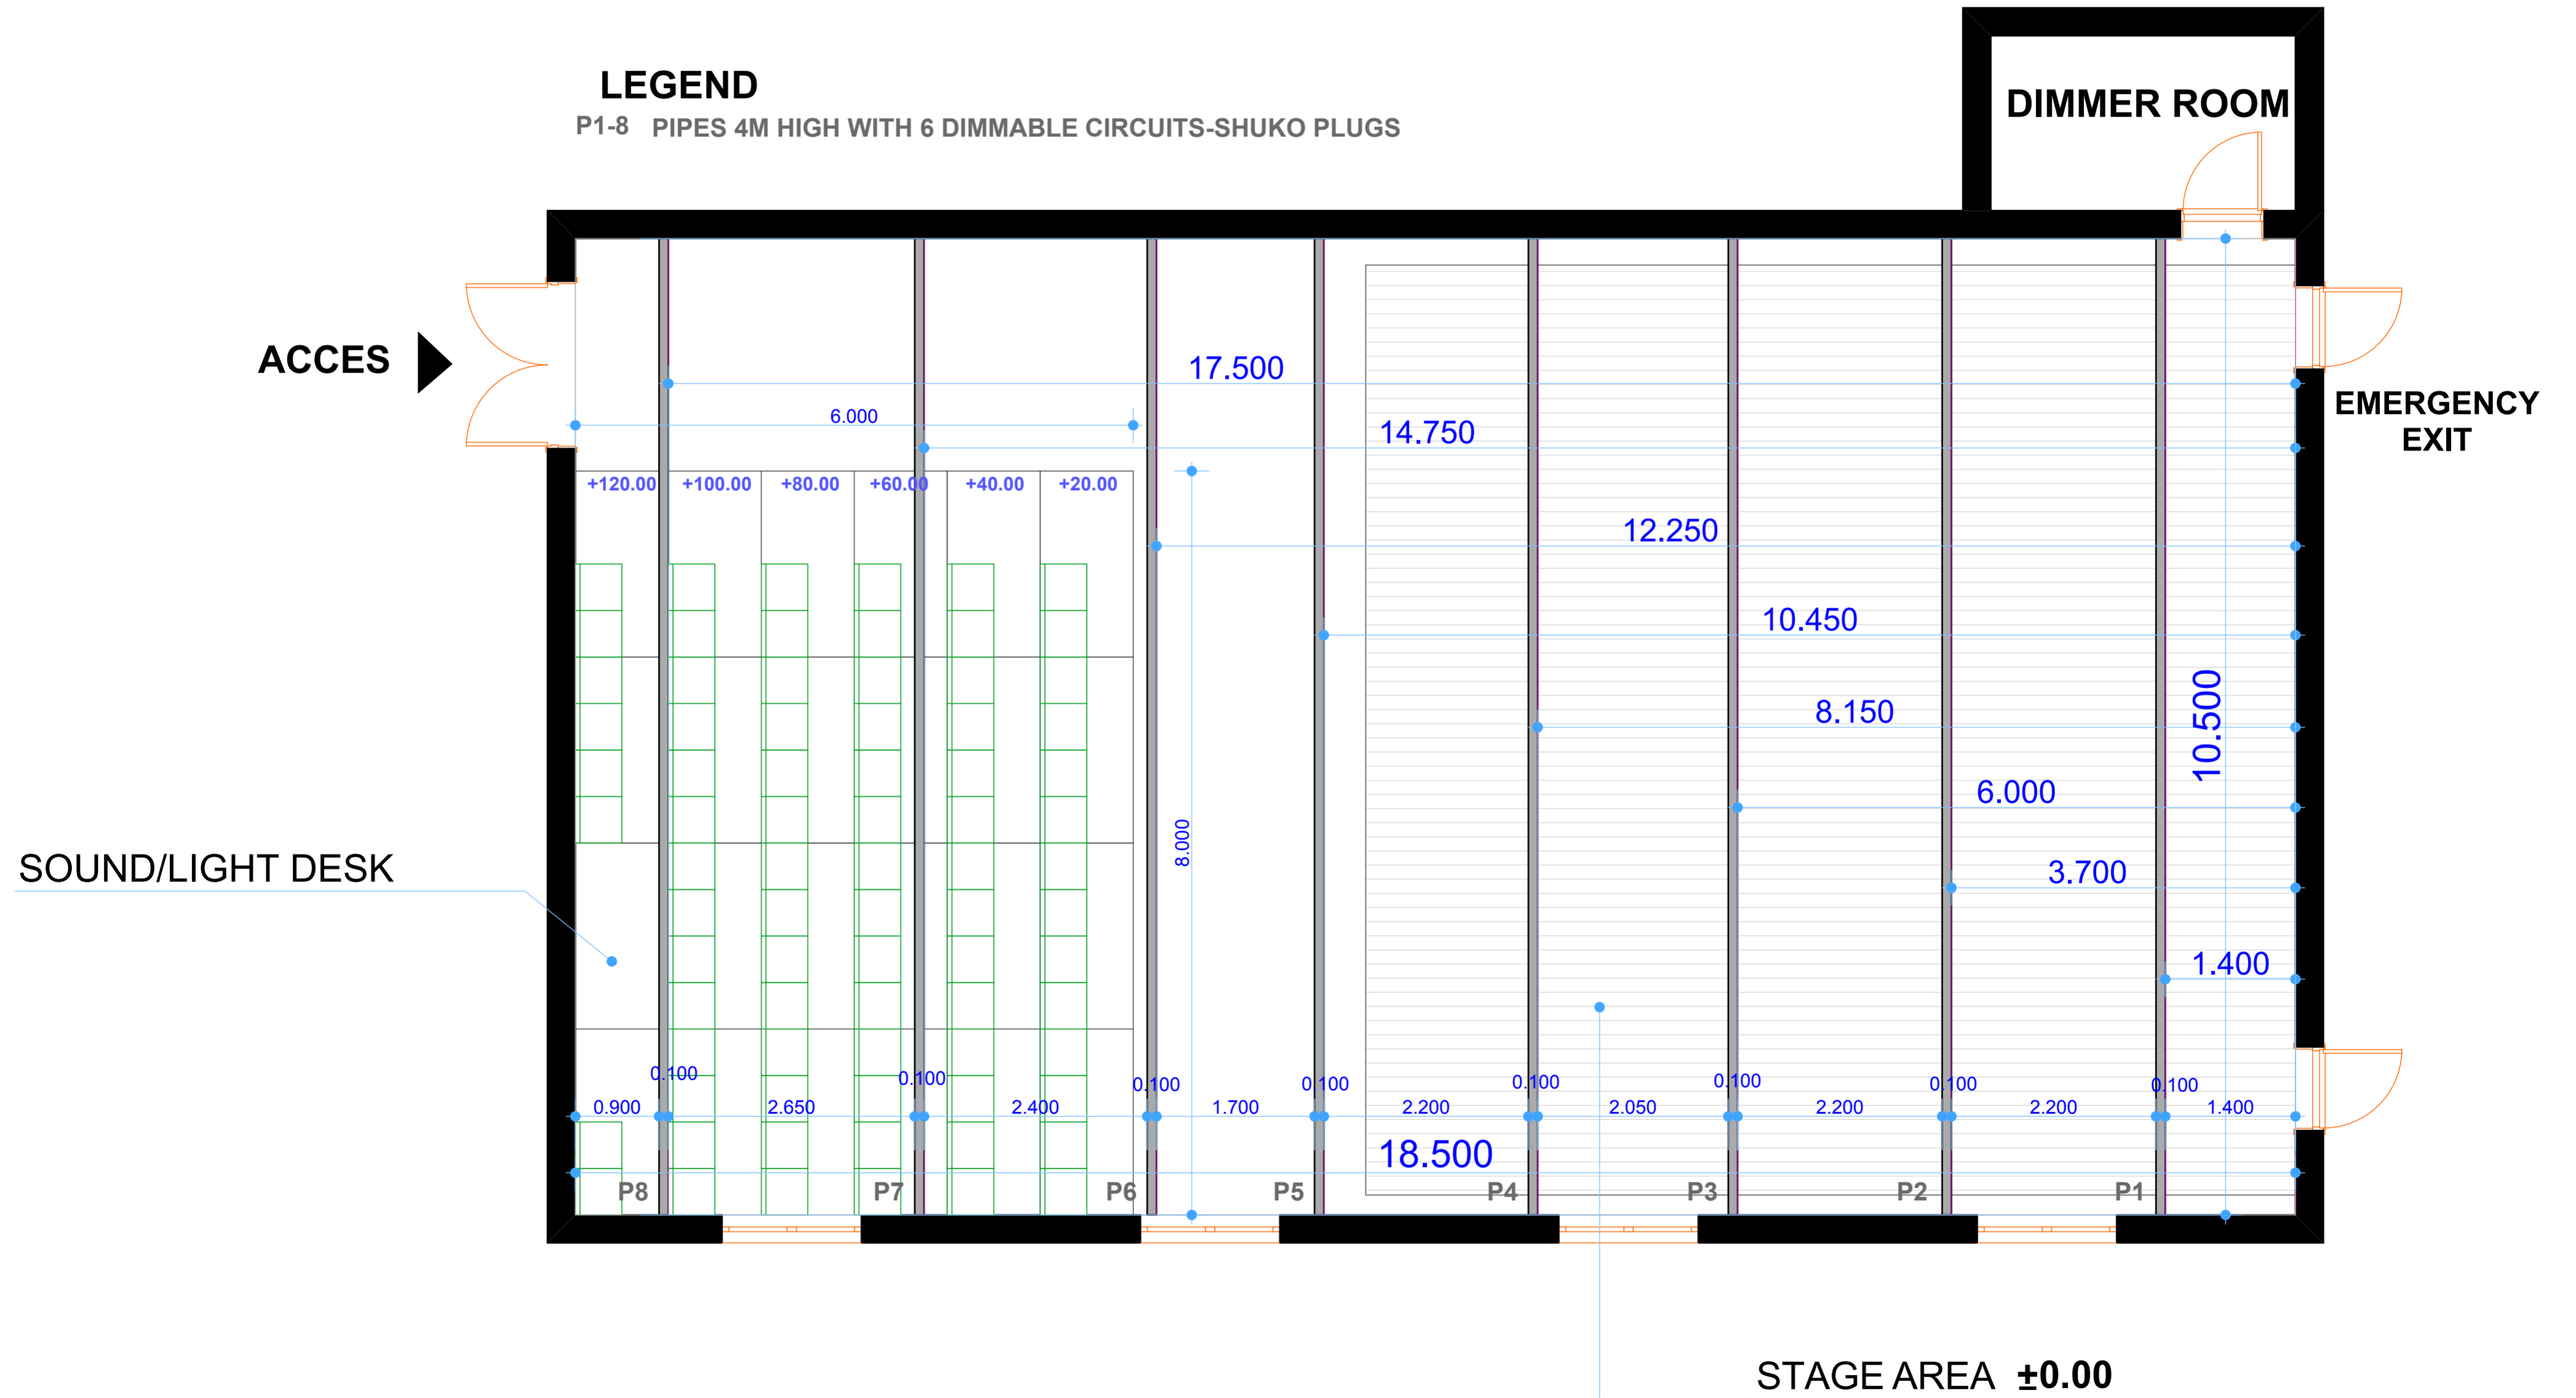 LEGEND
P1-8 PIPES 4M HIGH WITH 6 DIMMABLE CIRCUITS-SHUKO PLUGS
DIMMER ROOM
ACCES
EMERGENCY
EXIT
17.500
6.000
14.750
+120.00 +100.00 +80.00 +60.00 +40.00 +20.00
12.250
10.450
10.500
8.150
6.000
8.000
SOUND/LIGHT DESK
3.700
1.400
0.100 0.100 0.100 0.100 0.100 0.100 0.100 0.100
0.900 2.650 2.400 1.700 2.200 2.050 2.200 2.200 1.400
18.500
P8 P7 P6 P5 P4 P3 P2 P1
STAGE AREA ±0.00